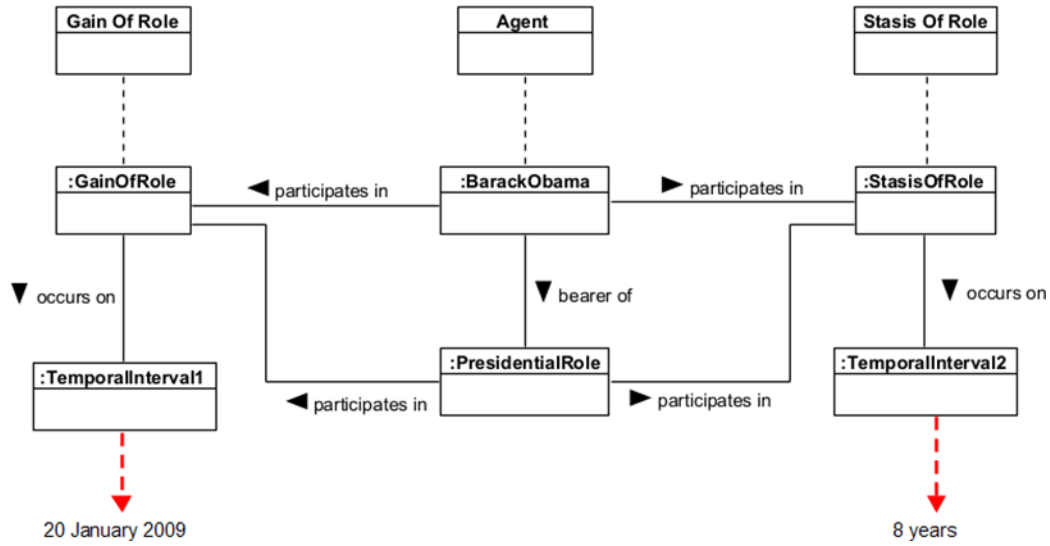 Gain Of Role
Agent
Stasis Of Role
:GainOfRole
:BarackObama
:StasisOfRole
participates in
participates in
occurs on
bearer of
occurs on
:TemporalInterval1
:PresidentialRole
:TemporalInterval2
participates in
participates in
20 January 2009
8 years